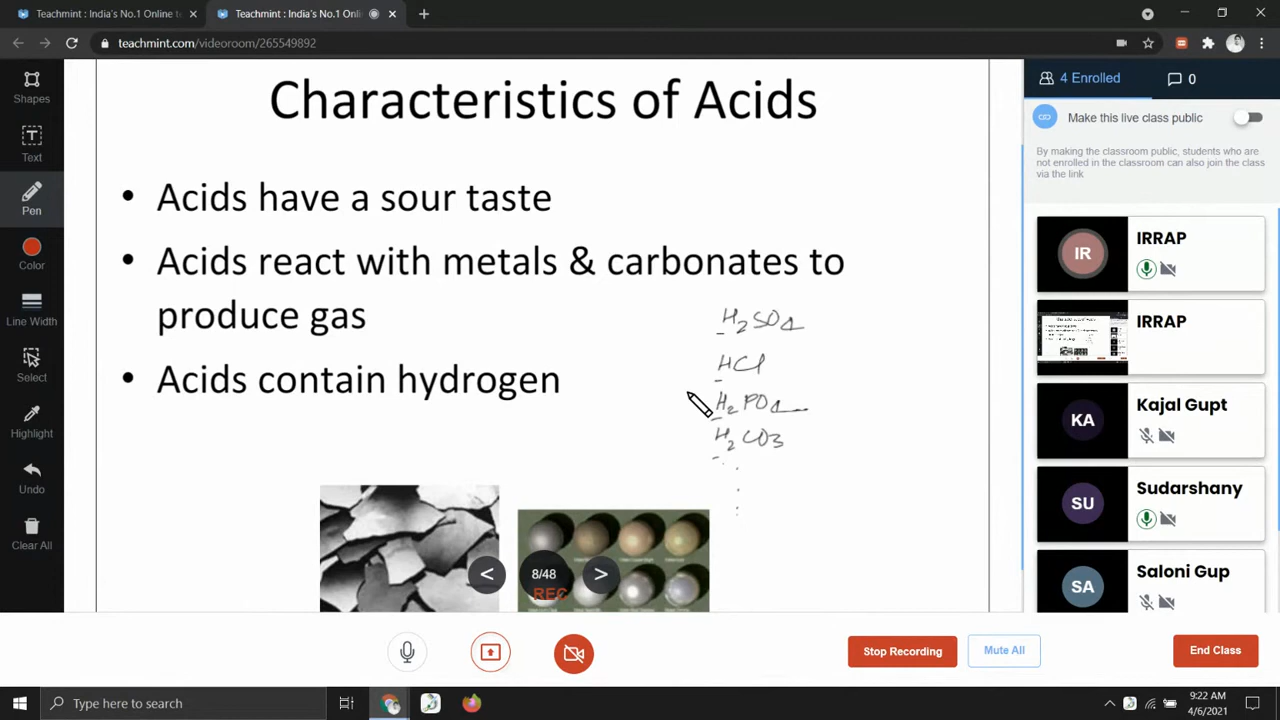 Teachmint : India's No.1 Online t
Teachmint : India's No.1 Onli
teachmint.com/videoroom/265549892
Shapes
Text
Pen
Color
Line Width
Select
Highlight
Undo
Clear All
Characteristics of Acids
• Acids have a sour taste
• Acids react with metals & carbonates to
produce gas
• Acids contain hydrogen
H2SO4
HCl
H2PO4
H2CO3
< 8/48 >
REC
4 Enrolled
0
Make this live class public
By making the classroom public, students who are
not enrolled in the classroom can also join the class
via the link
IR
IRRAP
IRRAP
KA
Kajal Gupt
SU
Sudarshany
SA
Saloni Gup
Stop Recording
Mute All
End Class
Type here to search
9:22 AM
4/6/2021